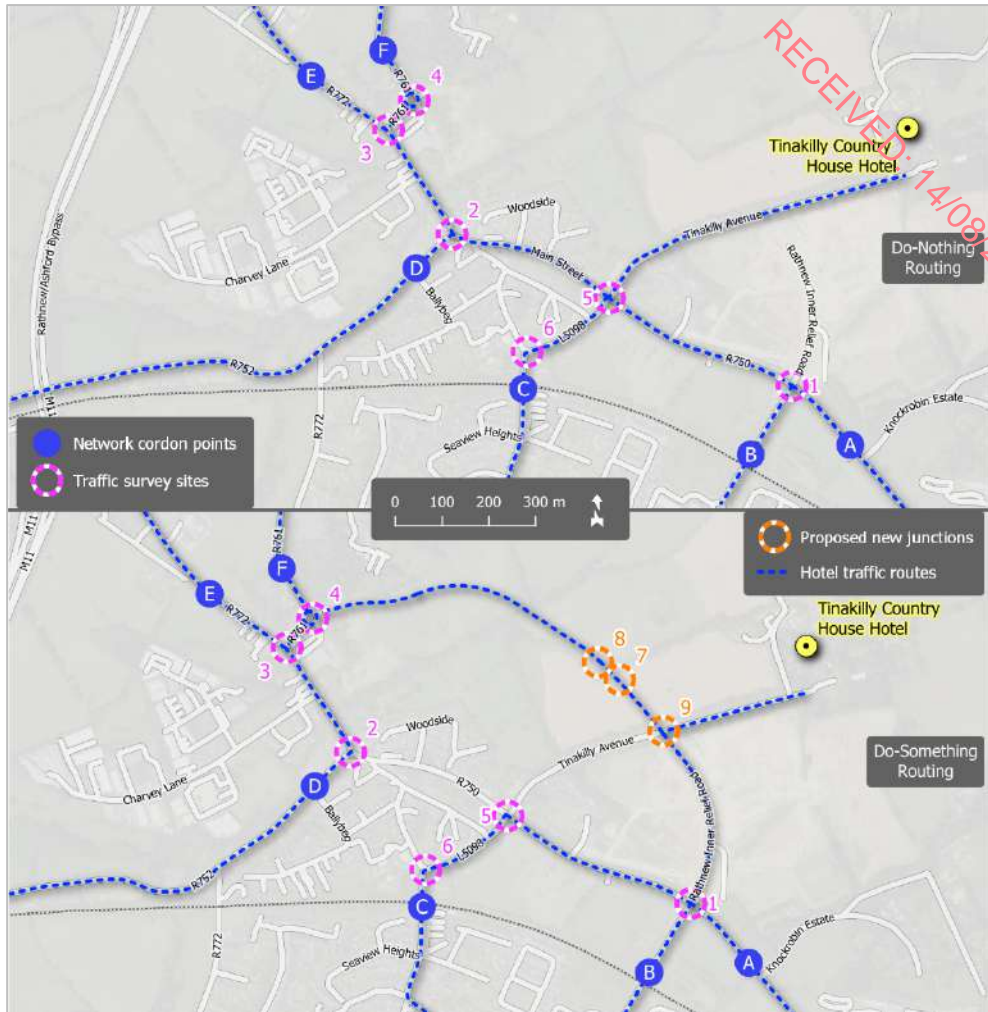 F
E
R761
4
R772
R761
3
RECEIVED: 14/08/2
Tinakilly Country
House Hotel
Woodside
2
Tinakilly Avenue
Do-Nothing
Routing
Rathnew/Ashford Bypass
Charvey Lane
D
Main Street
Rathnew Inner Relief Road
Ballybeg
5
6
L5098
R750
R752
1
C
M11
R772
Knockrobin Estate
Seaview Heights
B
A
Network cordon points
Traffic survey sites
0 100 200 300 m
M11
M11
R761
Proposed new junctions
Hotel traffic routes
F
E
4
R772
R761
3
Tinakilly Country
House Hotel
8
7
9
Woodside
2
Tinakilly Avenue
Do-Something
Routing
Charvey Lane
D
R750
Rathnew Inner Relief Road
Ballybeg
5
6
L5098
R752
1
C
R772
Knockrobin Estate
Seaview Heights
B
A